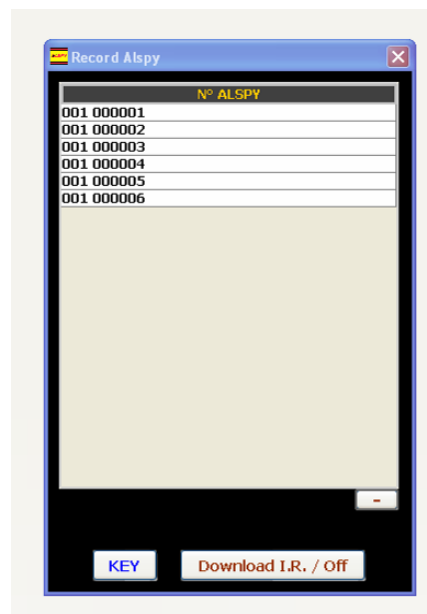 Record Alspy
Nº ALSPY
001 000001
001 000002
001 000003
001 000004
001 000005
001 000006
-
KEY
Download I.R. / Off